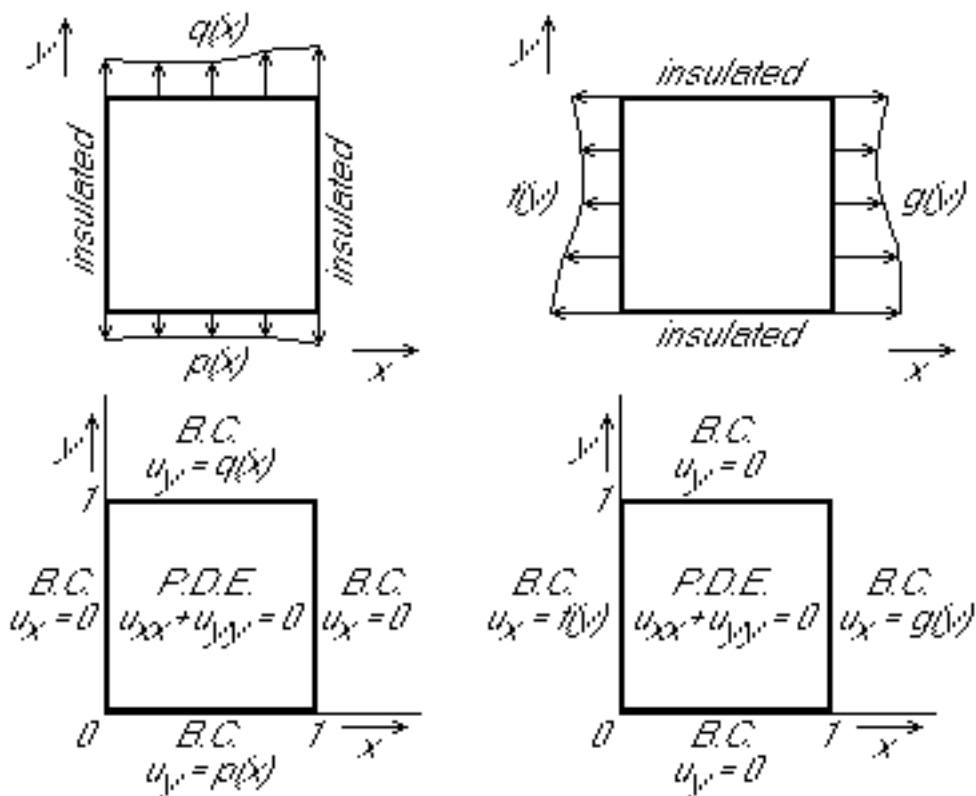 y
q(x)
insulated
insulated
p(x)
x
y
insulated
f(y)
g(y)
insulated
x
y
B.C.
u_y = q(x)
1
B.C.
u_x = 0
P.D.E.
u_xx + u_yy = 0
B.C.
u_x = 0
0
B.C.
1
x
u_y = p(x)
y
B.C.
u_y = 0
1
B.C.
u_x = f(y)
P.D.E.
u_xx + u_yy = 0
B.C.
u_x = g(y)
0
B.C.
1
x
u_y = 0